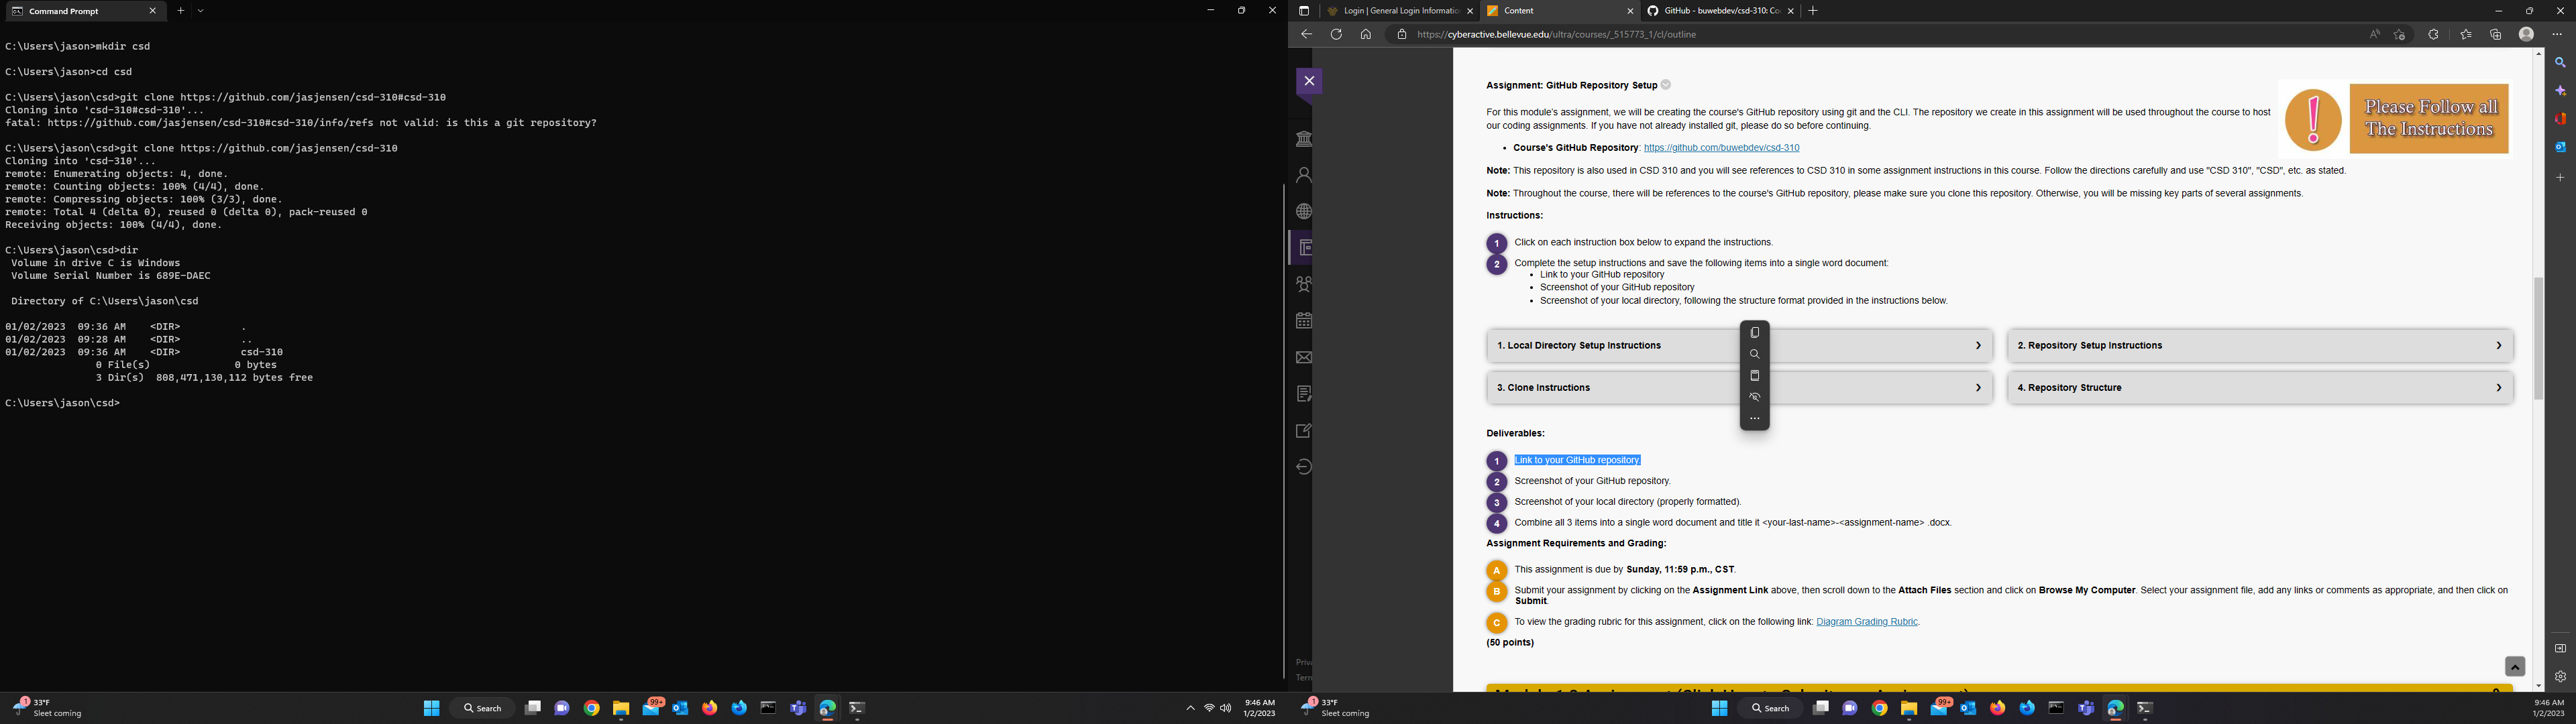 Command Prompt
C:\Users\jason>mkdir csd
C:\Users\jason>cd csd
C:\Users\jason\csd>git clone https://github.com/jasjensen/csd-310#csd-310
Cloning into 'csd-310#csd-310'...
fatal: https://github.com/jasjensen/csd-310#csd-310/info/refs not valid: is this a git repository?
C:\Users\jason\csd>git clone https://github.com/jasjensen/csd-310
Cloning into 'csd-310'...
remote: Enumerating objects: 4, done.
remote: Counting objects: 100% (4/4), done.
remote: Compressing objects: 100% (3/3), done.
remote: Total 4 (delta 0), reused 0 (delta 0), pack-reused 0
Receiving objects: 100% (4/4), done.
C:\Users\jason\csd>dir
Volume in drive C is Windows
Volume Serial Number is 689E-DAEC
Directory of C:\Users\jason\csd
01/02/2023 09:36 AM <DIR> .
01/02/2023 09:28 AM <DIR> ..
01/02/2023 09:36 AM <DIR> csd-310
0 File(s) 0 bytes
3 Dir(s) 808,471,130,112 bytes free
C:\Users\jason\csd>
1
33°F
Sleet coming
Search
99+
9:46 AM
1/2/2023
Login | General Login Informatio
Content
GitHub - buwebdev/csd-310: Co
https://cyberactive.bellevue.edu/ultra/courses/_515773_1/cl/outline
Assignment: GitHub Repository Setup
Please Follow all
The Instructions
For this module's assignment, we will be creating the course's GitHub repository using git and the CLI. The repository we create in this assignment will be used throughout the course to host
our coding assignments. If you have not already installed git, please do so before continuing.
• Course's GitHub Repository: https://github.com/buwebdev/csd-310
Note: This repository is also used in CSD 310 and you will see references to CSD 310 in some assignment instructions in this course. Follow the directions carefully and use "CSD 310", "CSD", etc. as stated.
Note: Throughout the course, there will be references to the course's GitHub repository, please make sure you clone this repository. Otherwise, you will be missing key parts of several assignments.
Instructions:
1 Click on each instruction box below to expand the instructions.
2 Complete the setup instructions and save the following items into a single word document:
• Link to your GitHub repository
• Screenshot of your GitHub repository
• Screenshot of your local directory, following the structure format provided in the instructions below.
1. Local Directory Setup Instructions
2. Repository Setup Instructions
3. Clone Instructions
4. Repository Structure
Deliverables:
1 Link to your GitHub repository.
2 Screenshot of your GitHub repository.
3 Screenshot of your local directory (properly formatted).
4 Combine all 3 items into a single word document and title it <your-last-name>-<assignment-name> .docx.
Assignment Requirements and Grading:
A This assignment is due by Sunday, 11:59 p.m., CST.
B Submit your assignment by clicking on the Assignment Link above, then scroll down to the Attach Files section and click on Browse My Computer. Select your assignment file, add any links or comments as appropriate, and then click on
Submit.
C To view the grading rubric for this assignment, click on the following link: Diagram Grading Rubric.
(50 points)
Priv
Tern
1
33°F
Sleet coming
Search
99+
9:46 AM
1/2/2023